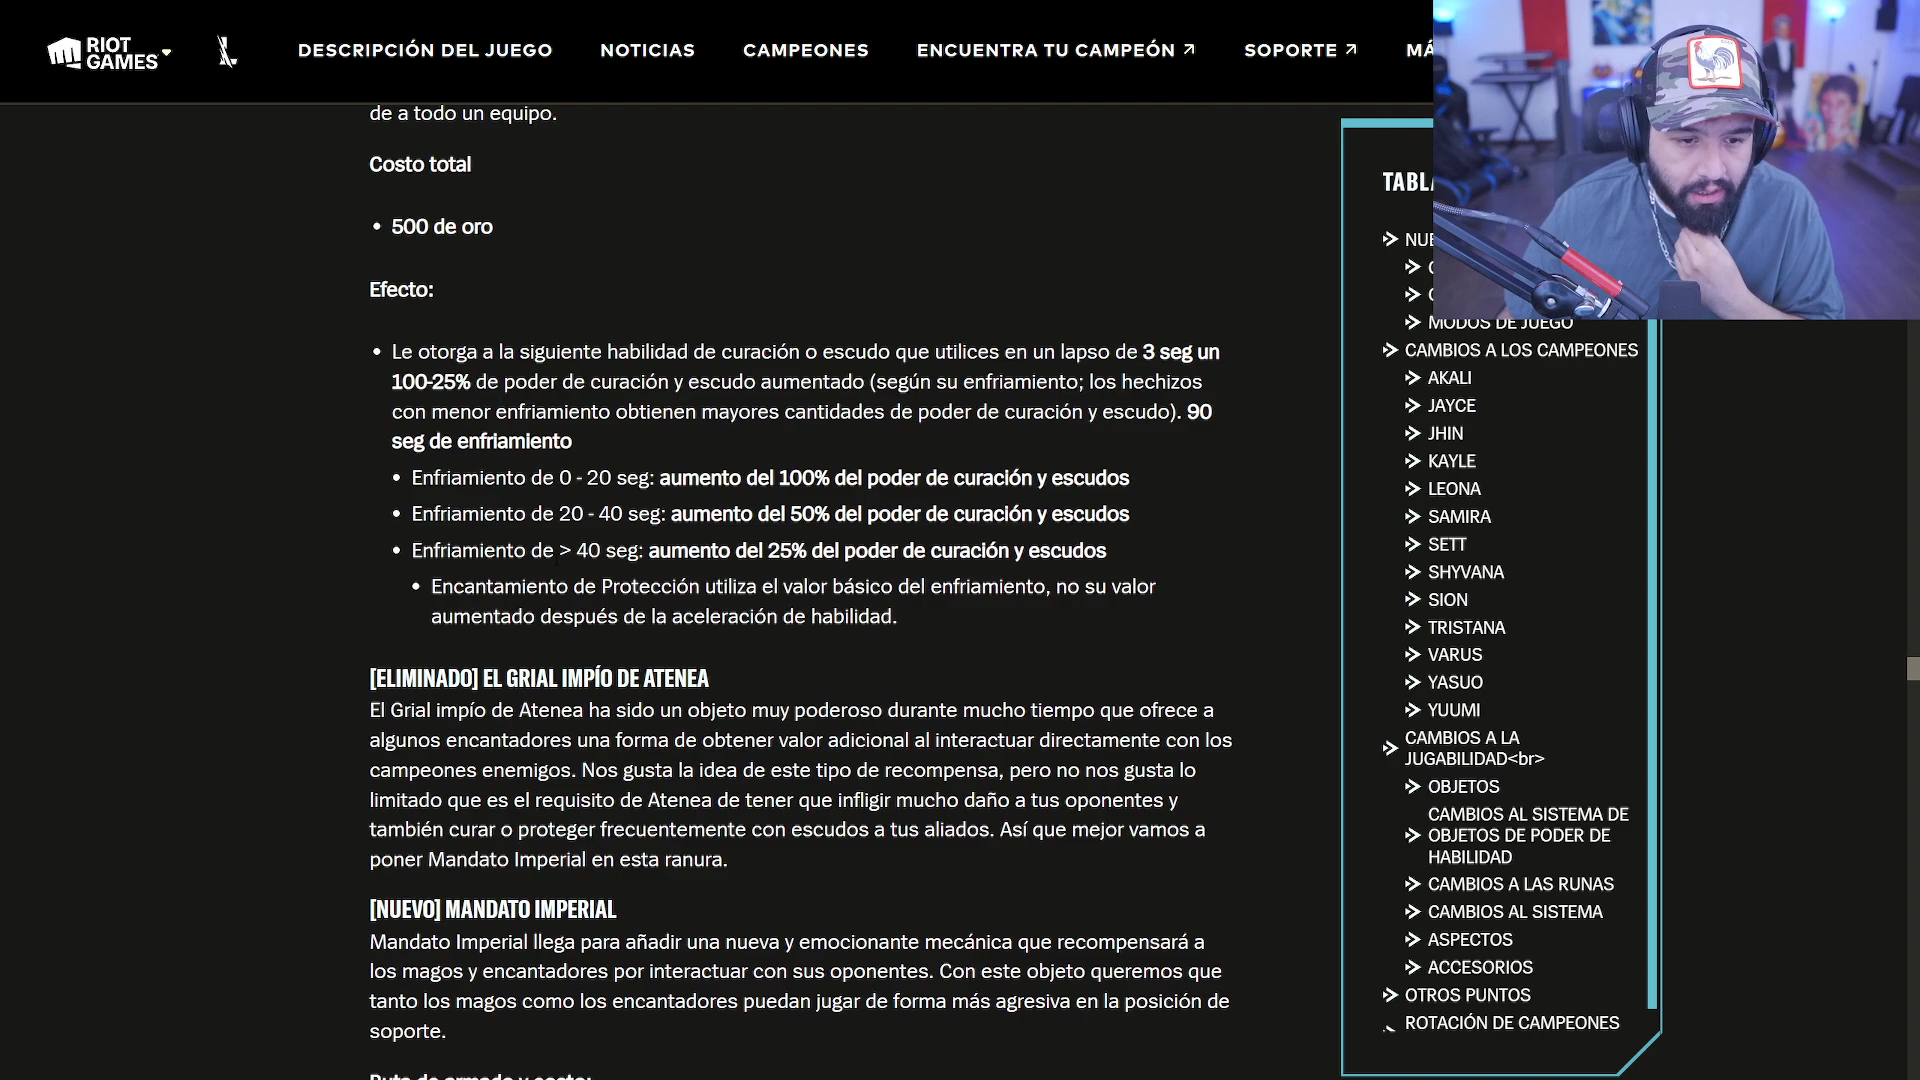 RIOT GAMES
DESCRIPCIÓN DEL JUEGO
NOTICIAS
CAMPEONES
ENCUENTRA TU CAMPEÓN
SOPORTE
de a todo un equipo.
Costo total
• 500 de oro
Efecto:
• Le otorga a la siguiente habilidad de curación o escudo que utilices en un lapso de 3 seg un
100-25% de poder de curación y escudo aumentado (según su enfriamiento; los hechizos
con menor enfriamiento obtienen mayores cantidades de poder de curación y escudo). 90
seg de enfriamiento
• Enfriamiento de 0 - 20 seg: aumento del 100% del poder de curación y escudos
• Enfriamiento de 20 - 40 seg: aumento del 50% del poder de curación y escudos
• Enfriamiento de > 40 seg: aumento del 25% del poder de curación y escudos
• Encantamiento de Protección utiliza el valor básico del enfriamiento, no su valor
aumentado después de la aceleración de habilidad.
[ELIMINADO] EL GRIAL IMPÍO DE ATENEA
El Grial impío de Atenea ha sido un objeto muy poderoso durante mucho tiempo que ofrece a
algunos encantadores una forma de obtener valor adicional al interactuar directamente con los
campeones enemigos. Nos gusta la idea de este tipo de recompensa, pero no nos gusta lo
limitado que es el requisito de Atenea de tener que infligir mucho daño a tus oponentes y
también curar o proteger frecuentemente con escudos a tus aliados. Así que mejor vamos a
poner Mandato Imperial en esta ranura.
[NUEVO] MANDATO IMPERIAL
Mandato Imperial llega para añadir una nueva y emocionante mecánica que recompensará a
los magos y encantadores por interactuar con sus oponentes. Con este objeto queremos que
tanto los magos como los encantadores puedan jugar de forma más agresiva en la posición de
soporte.
MODOS DE JUEGO
CAMBIOS A LOS CAMPEONES
AKALI
JAYCE
JHIN
KAYLE
LEONA
SAMIRA
SETT
SHYVANA
SION
TRISTANA
VARUS
YASUO
YUUMI
CAMBIOS A LA
JUGABILIDAD<br>
OBJETOS
CAMBIOS AL SISTEMA DE
OBJETOS DE PODER DE
HABILIDAD
CAMBIOS A LAS RUNAS
CAMBIOS AL SISTEMA
ASPECTOS
ACCESORIOS
OTROS PUNTOS
ROTACIÓN DE CAMPEONES